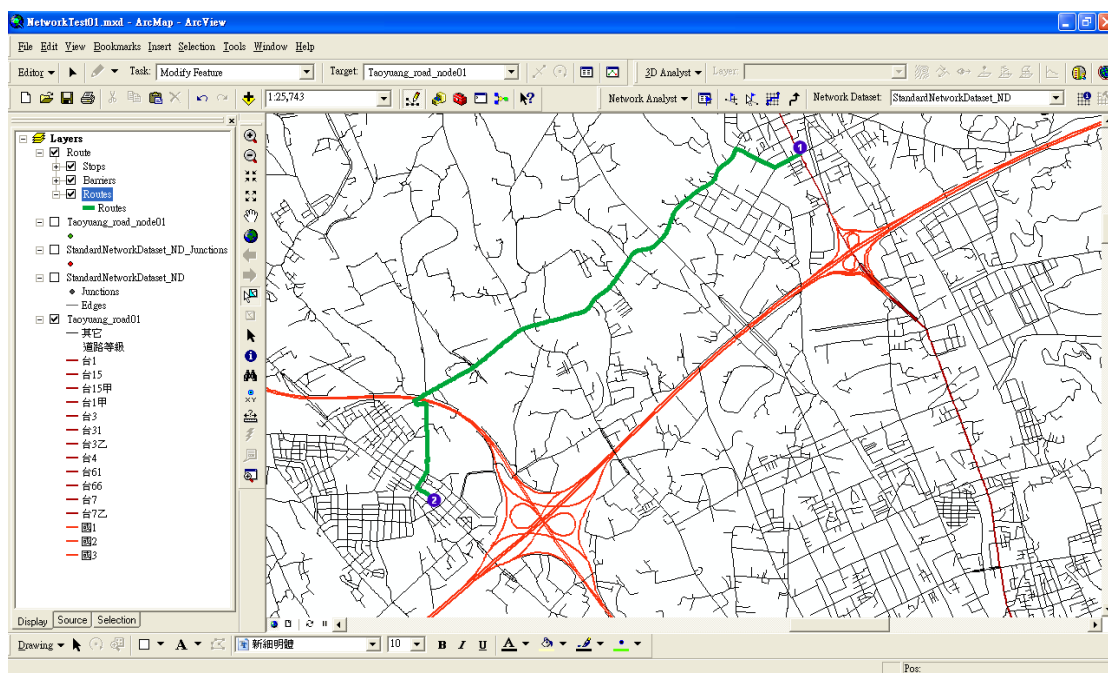 NetworkTest01.mxd - ArcMap - ArcView
File Edit View Bookmarks Insert Selection Tools Window Help
Editor Task: Modify Feature Target: Taoyuang_road_node01 3D Analyst Layer:
1:25,743 Network Analyst Network Dataset: StandardNetworkDataset_ND
Layers
Route
Stops
Barriers
Routes
Routes
Taoyuang_road_node01
StandardNetworkDataset_ND_Junctions
StandardNetworkDataset_ND
Junctions
Edges
Taoyuang_road01
其它
道路等級
台1
台15
台15甲
台1甲
台3
台31
台3乙
台4
台61
台66
台7
台7乙
國1
國2
國3
1
2
Display Source Selection
Drawing A 新細明體 10 B I U A
Pos: